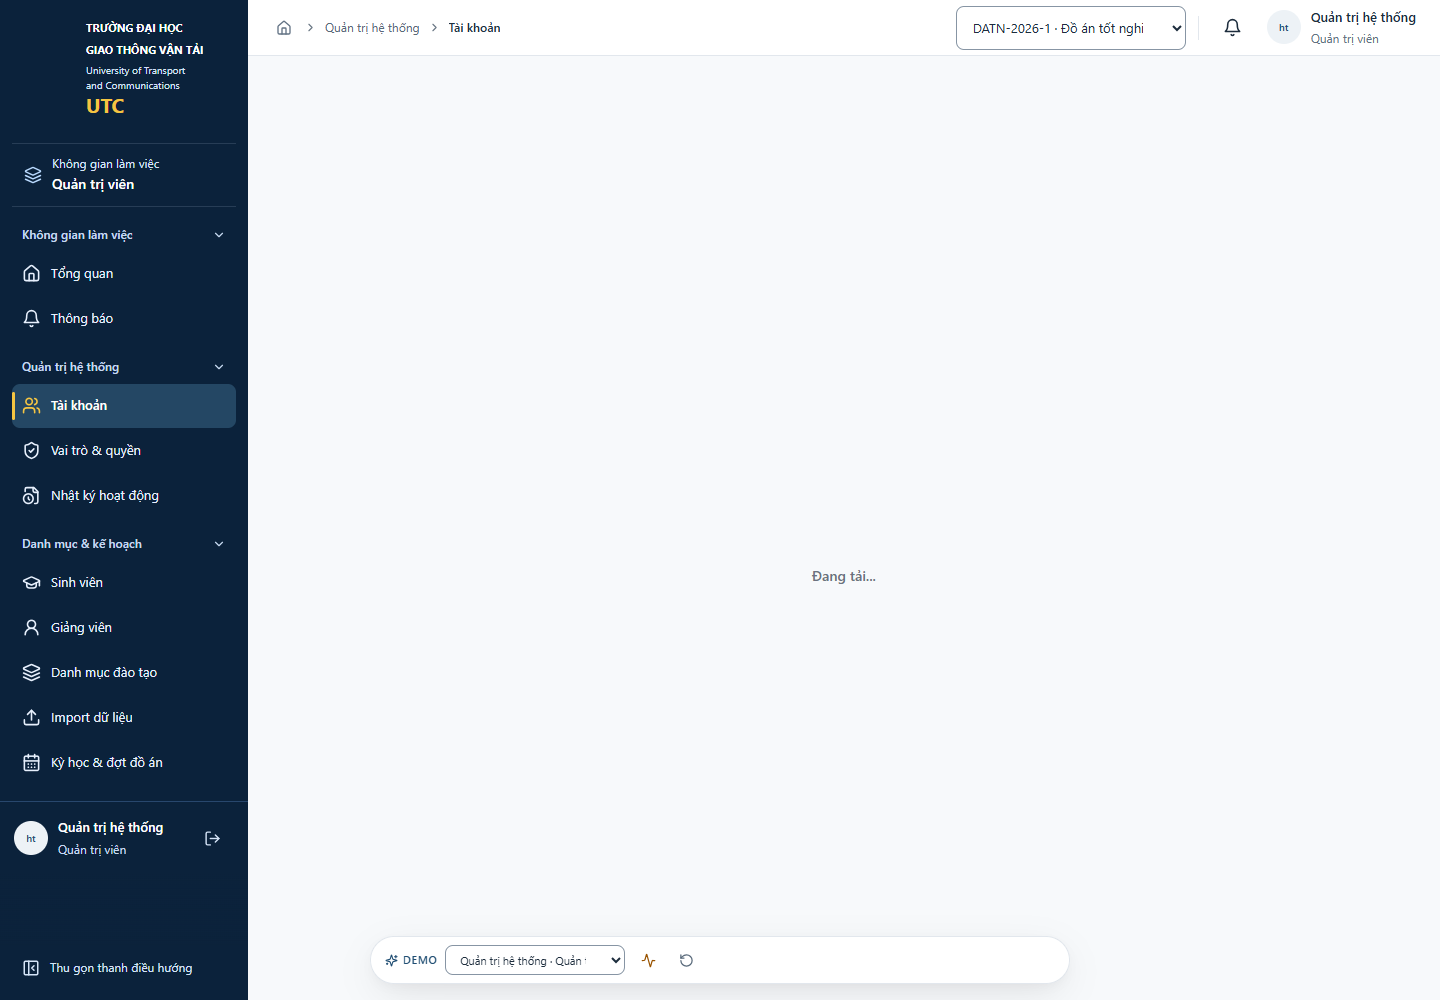 TRƯỜNG ĐẠI HỌC
GIAO THÔNG VẬN TẢI
University of Transport
and Communications
UTC
Không gian làm việc
Quản trị viên
Không gian làm việc
Tổng quan
Thông báo
Quản trị hệ thống
Tài khoản
Vai trò & quyền
Nhật ký hoạt động
Danh mục & kế hoạch
Sinh viên
Giảng viên
Danh mục đào tạo
Import dữ liệu
Kỳ học & đợt đồ án
ht
Quản trị hệ thống
Quản trị viên
Thu gọn thanh điều hướng
Quản trị hệ thống
Tài khoản
DATN-2026-1 · Đồ án tốt nghi
ht
Quản trị hệ thống
Quản trị viên
Đang tải...
DEMO
Quản trị hệ thống · Quản